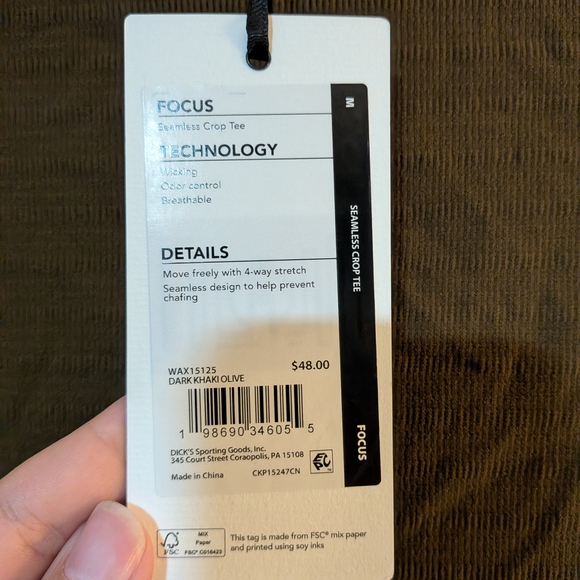 FOCUS
Seamless Crop Tee
TECHNOLOGY
Wicking
Odor control
Breathable
DETAILS
Move freely with 4-way stretch
Seamless design to help prevent
chafing
WAX15125
$48.00
DARK KHAKI OLIVE
1 98690 34605 5
DICK'S Sporting Goods, Inc.
345 Court Street Coraopolis, PA 15108
Made in China
CKP15247CN
EPC
M
SEAMLESS CROP TEE
FOCUS
FSC
MIX
Paper
FSC® C016423
This tag is made from FSC® mix paper
and printed using soy inks